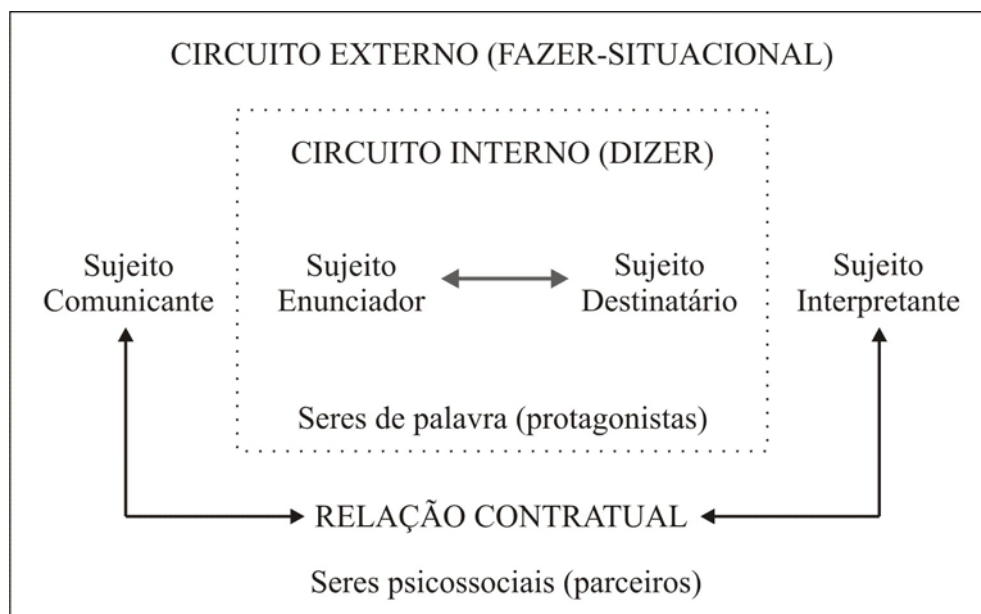 CIRCUITO EXTERNO (FAZER-SITUACIONAL)
CIRCUITO INTERNO (DIZER)
Sujeito
Comunicante
Sujeito
Enunciador
Sujeito
Destinatário
Sujeito
Interpretante
Seres de palavra (protagonistas)
RELAÇÃO CONTRATUAL
Seres psicossociais (parceiros)